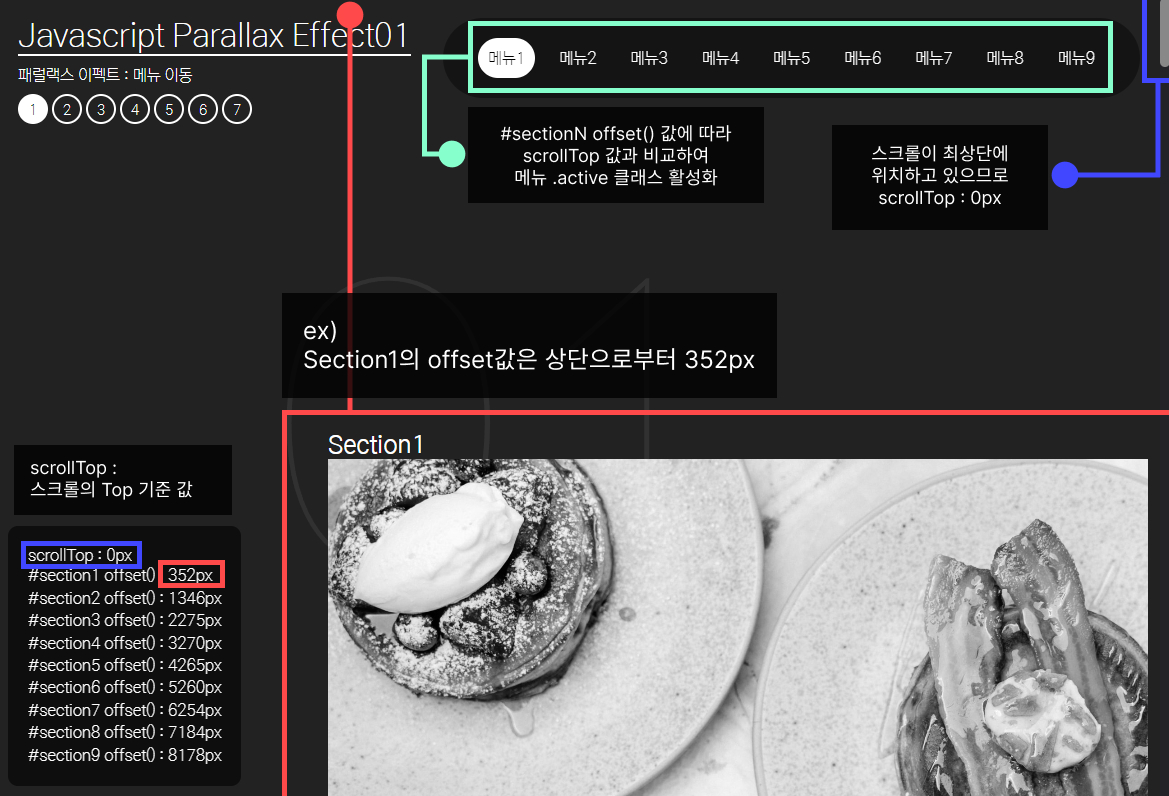 Javascript Parallax Effect01
패럴랙스 이펙트 : 메뉴 이동
1 2 3 4 5 6 7
메뉴1 메뉴2 메뉴3 메뉴4 메뉴5 메뉴6 메뉴7 메뉴8 메뉴9
#sectionN offset() 값에 따라
scrollTop 값과 비교하여
메뉴 .active 클래스 활성화
스크롤이 최상단에
위치하고 있으므로
scrollTop : 0px
01
ex)
Section1의 offset값은 상단으로부터 352px
Section1
scrollTop :
스크롤의 Top 기준 값
scrollTop : 0px
#section1 offset() 352px
#section2 offset() : 1346px
#section3 offset() : 2275px
#section4 offset() : 3270px
#section5 offset() : 4265px
#section6 offset() : 5260px
#section7 offset() : 6254px
#section8 offset() : 7184px
#section9 offset() : 8178px